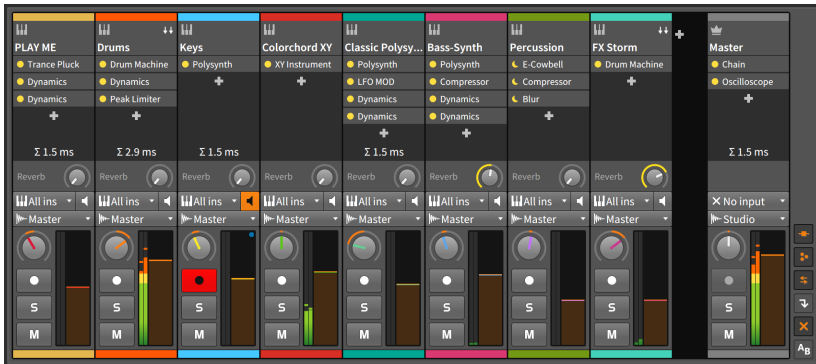 PLAY ME Drums Keys Colorchord XY Classic Polysy... Bass-Synth Percussion FX Storm Master
Trance Pluck Drum Machine Polysynth XY Instrument Polysynth Polysynth E-Cowbell Drum Machine Chain
Dynamics Dynamics LFO MOD Compressor Compressor Oscilloscope
Dynamics Peak Limiter Dynamics Dynamics Blur
Dynamics Dynamics
Σ 1.5 ms Σ 2.9 ms Σ 1.5 ms Σ 1.5 ms Σ 1.5 ms
Reverb Reverb Reverb Reverb Reverb Reverb Reverb Reverb
All ins All ins All ins All ins All ins All ins All ins All ins No input
Master Master Master Master Master Master Master Master Studio
S S S S S S S S S
M M M M M M M M M
AB